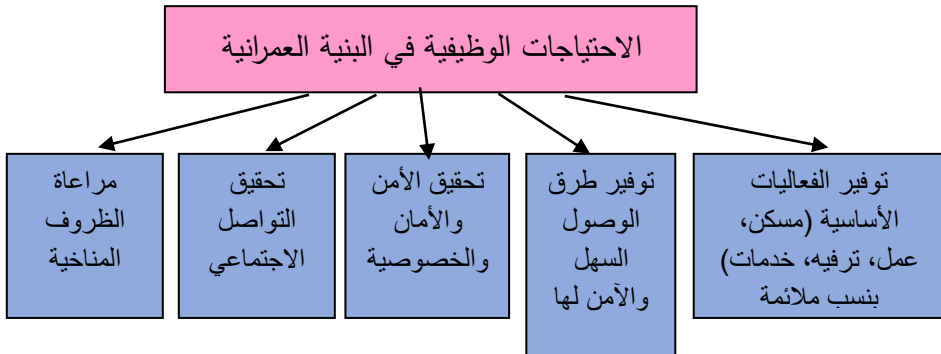 الاحتياجات الوظيفية في البنية العمرانية
توفير الفعاليات
الأساسية (مسكن،
عمل، ترفيه، خدمات)
بنسب ملائمة
توفير طرق
الوصول
السهل
والآمن لها
تحقيق الأمن
والأمان
والخصوصية
تحقيق
التواصل
الاجتماعي
مراعاة
الظروف
المناخية